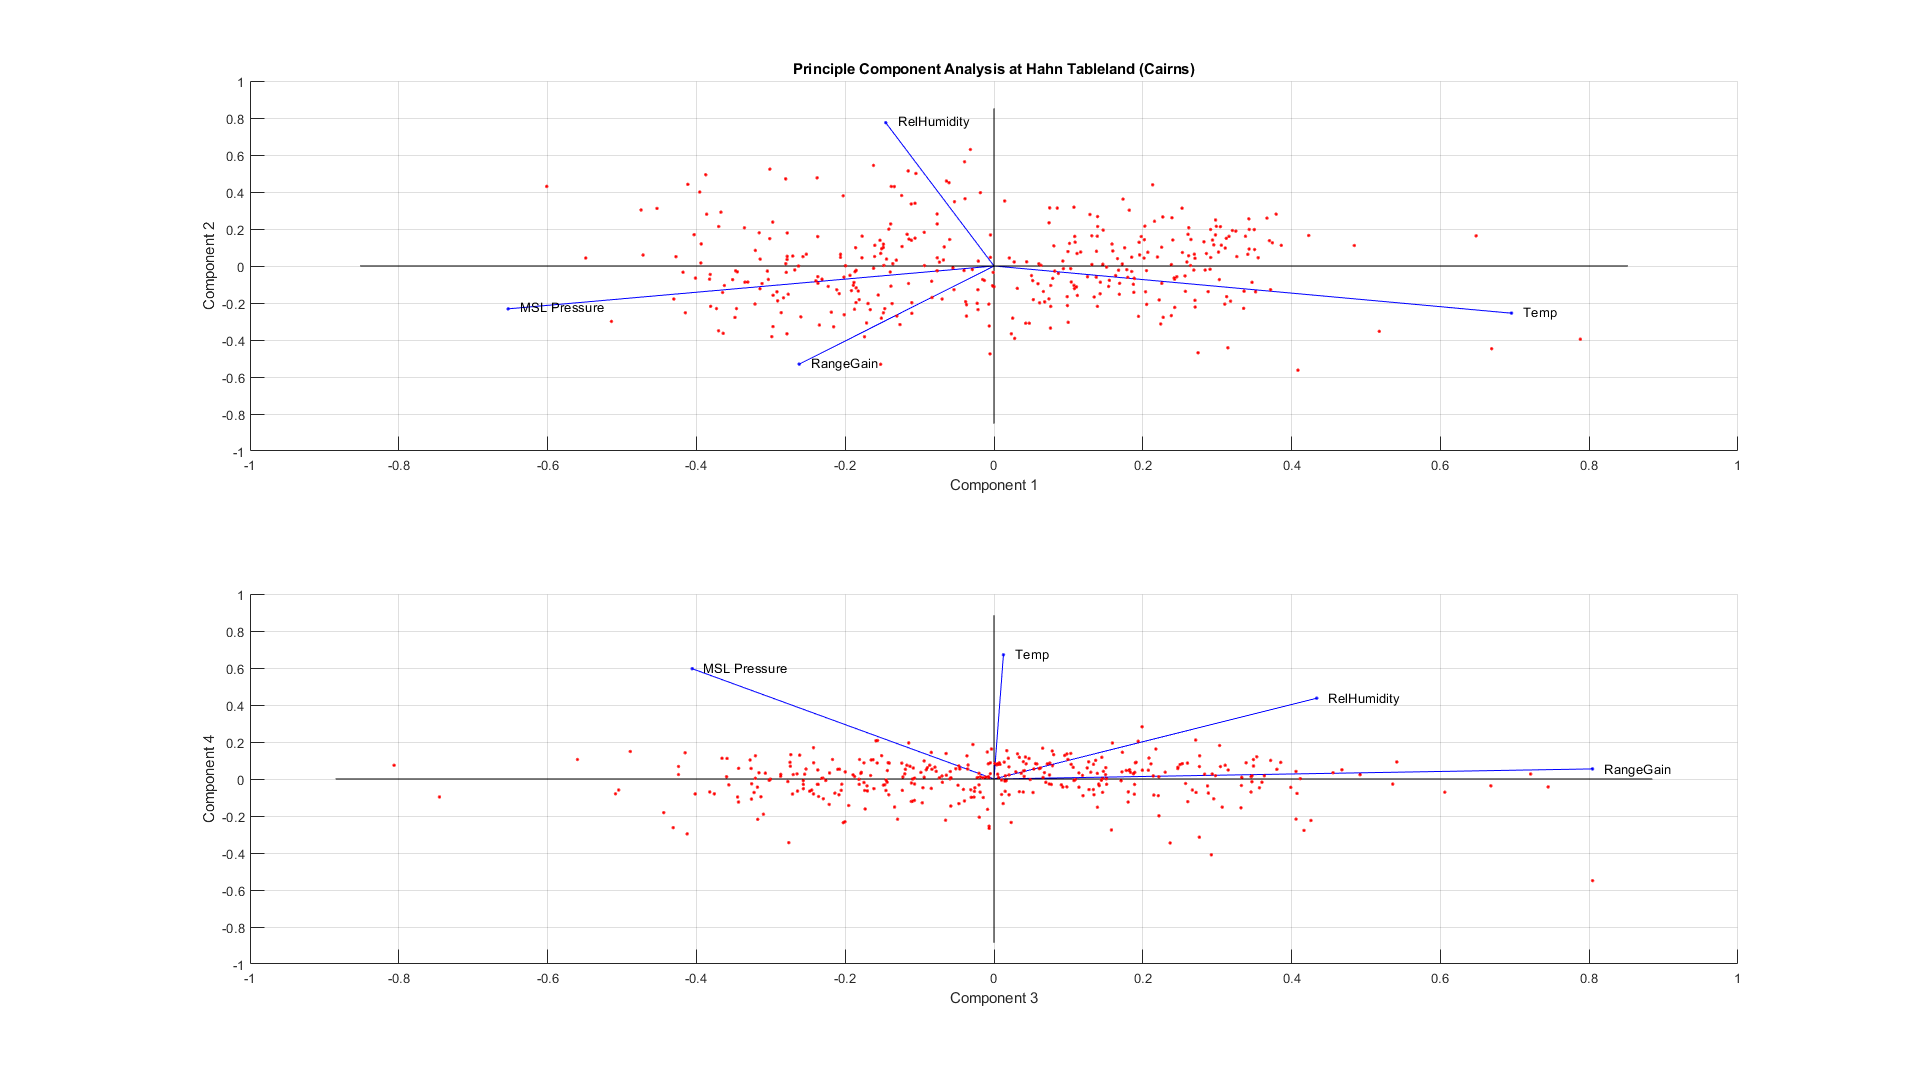 Principle Component Analysis at Hahn Tableland (Cairns)
1
0.8
0.6
0.4
0.2
0
-0.2
-0.4
-0.6
-0.8
-1
Component 2
RelHumidity
MSL Pressure
Temp
RangeGain
-1 -0.8 -0.6 -0.4 -0.2 0 0.2 0.4 0.6 0.8 1
Component 1
1
0.8
0.6
0.4
0.2
0
-0.2
-0.4
-0.6
-0.8
-1
Component 4
Temp
MSL Pressure
RelHumidity
RangeGain
-1 -0.8 -0.6 -0.4 -0.2 0 0.2 0.4 0.6 0.8 1
Component 3